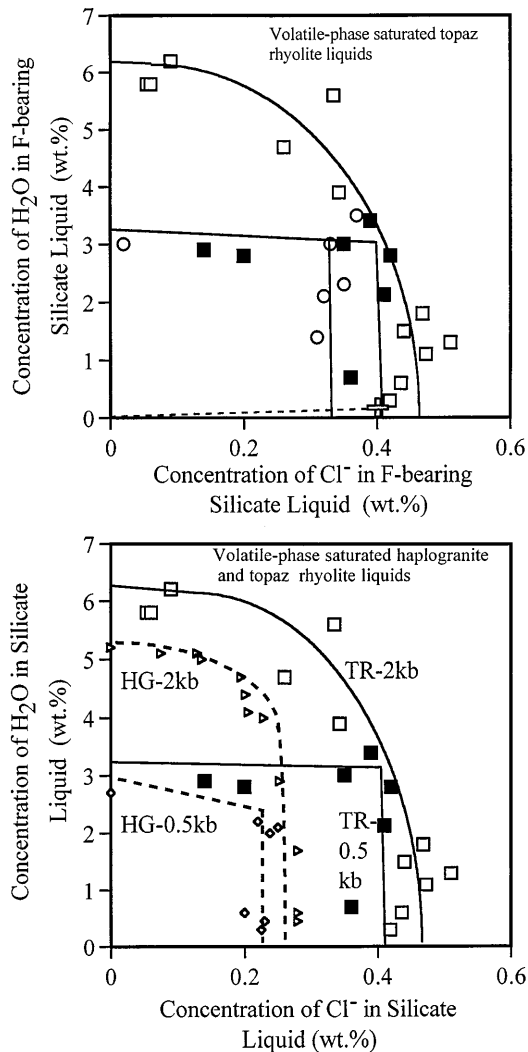 Volatile-phase saturated topaz
rhyolite liquids
Concentration of H2O in F-bearing
Silicate Liquid (wt.%)
7
6
5
4
3
2
1
0
0
0.2
0.4
0.6
Concentration of Cl⁻ in F-bearing
Silicate Liquid (wt.%)
Volatile-phase saturated haplogranite
and topaz rhyolite liquids
Concentration of H2O in Silicate
Liquid (wt.%)
7
6
5
4
3
2
1
0
HG-2kb
TR-2kb
HG-0.5kb
TR-
0.5
kb
0
0.2
0.4
0.6
Concentration of Cl⁻ in Silicate
Liquid (wt.%)